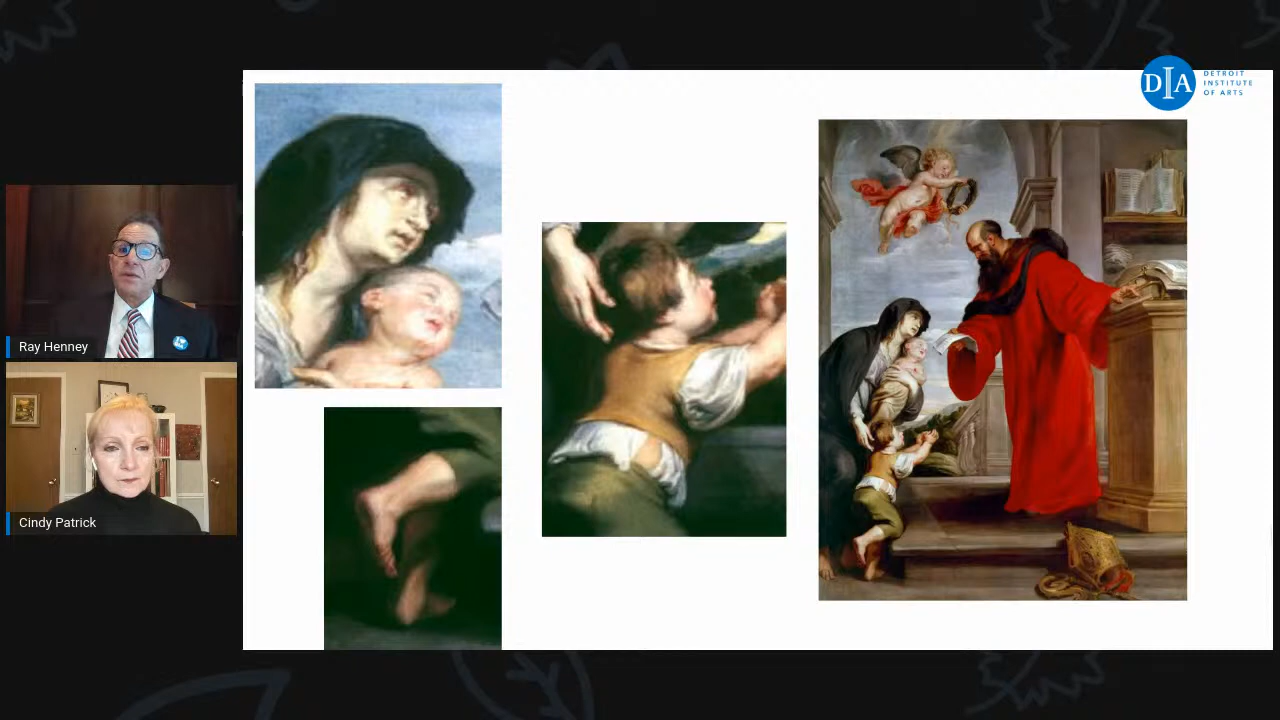 DIA
DETROIT
INSTITUTE
OF ARTS
Ray Henney
Cindy Patrick